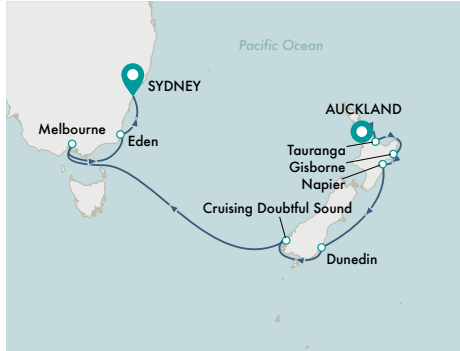 Pacific Ocean
SYDNEY
AUCKLAND
Melbourne
Eden
Tauranga
Gisborne
Napier
Cruising Doubtful Sound
Dunedin